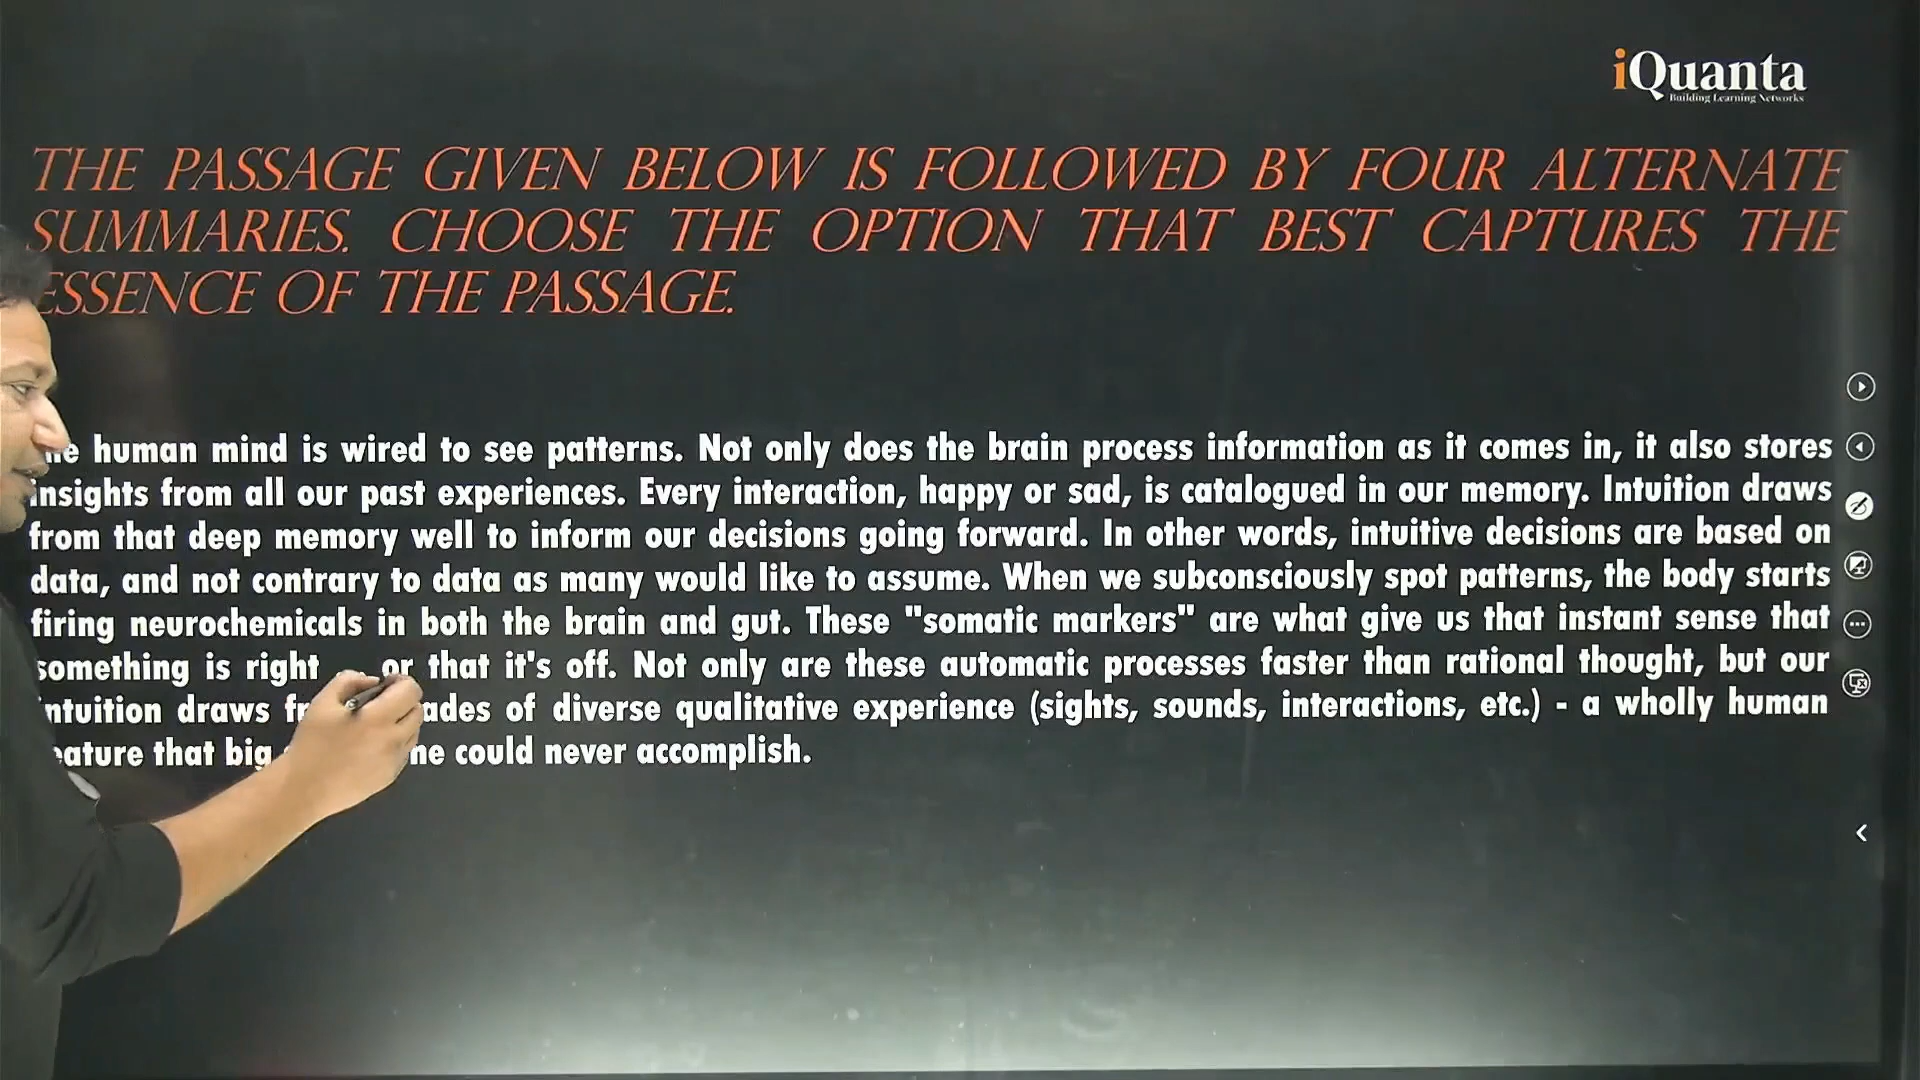 iQuanta
Building Learning Networks
THE PASSAGE GIVEN BELOW IS FOLLOWED BY FOUR ALTERNATE
SUMMARIES. CHOOSE THE OPTION THAT BEST CAPTURES THE
ESSENCE OF THE PASSAGE.
human mind is wired to see patterns. Not only does the brain process information as it comes in, it also stores
insights from all our past experiences. Every interaction, happy or sad, is catalogued in our memory. Intuition draws
from that deep memory well to inform our decisions going forward. In other words, intuitive decisions are based on
data, and not contrary to data as many would like to assume. When we subconsciously spot patterns, the body starts
firing neurochemicals in both the brain and gut. These "somatic markers" are what give us that instant sense that
something is right or that it's off. Not only are these automatic processes faster than rational thought, but our
intuition draws of diverse qualitative experience (sights, sounds, interactions, etc.) - a wholly human
that big could never accomplish.